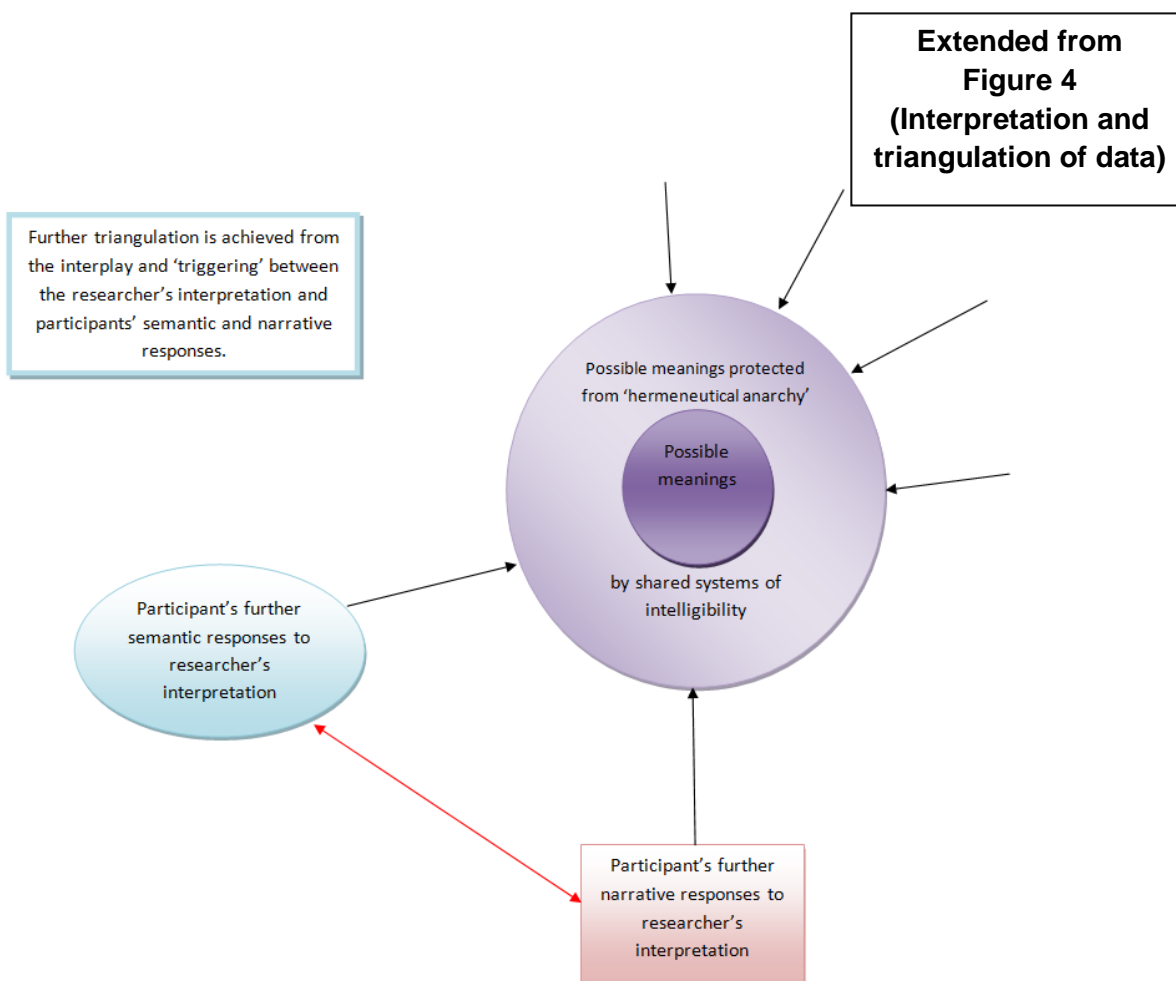 Extended from
Figure 4
(Interpretation and
triangulation of data)
Further triangulation is achieved from
the interplay and ‘triggering’ between
the researcher’s interpretation and
participants’ semantic and narrative
responses.
Possible meanings protected
from ‘hermeneutical anarchy’
Possible
meanings
by shared systems of
intelligibility
Participant’s further
semantic responses to
researcher’s
interpretation
Participant’s further
narrative responses to
researcher’s
interpretation